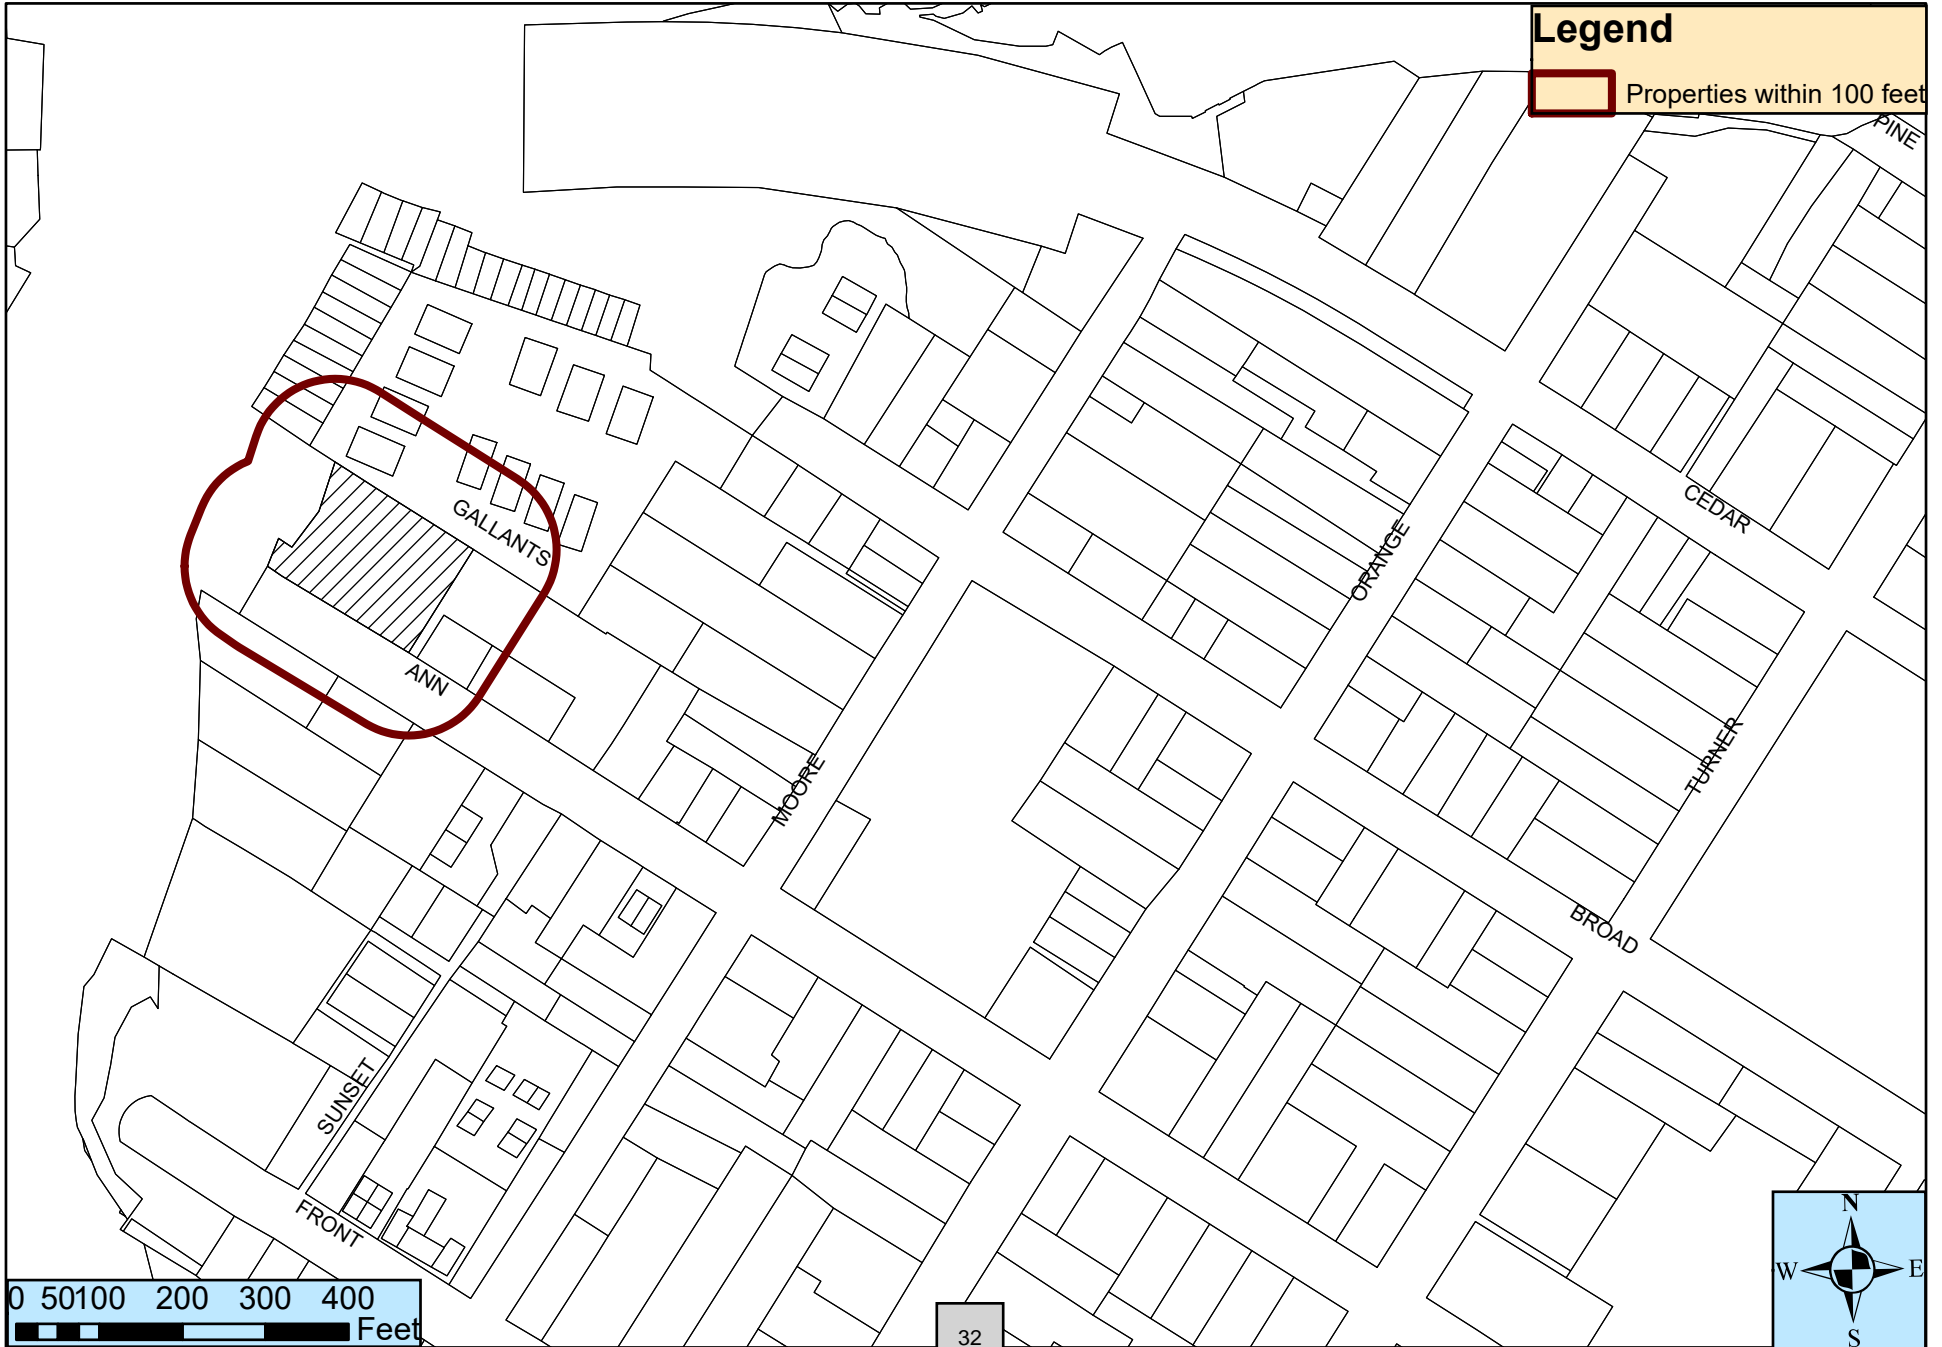 Legend
Properties within 100 feet
PINE
CEDAR
GALLANTS
ORANGE
ANN
TURNER
MOORE
BROAD
SUNSET
FRONT
N
W E
S
0 50100 200 300 400
Feet
32